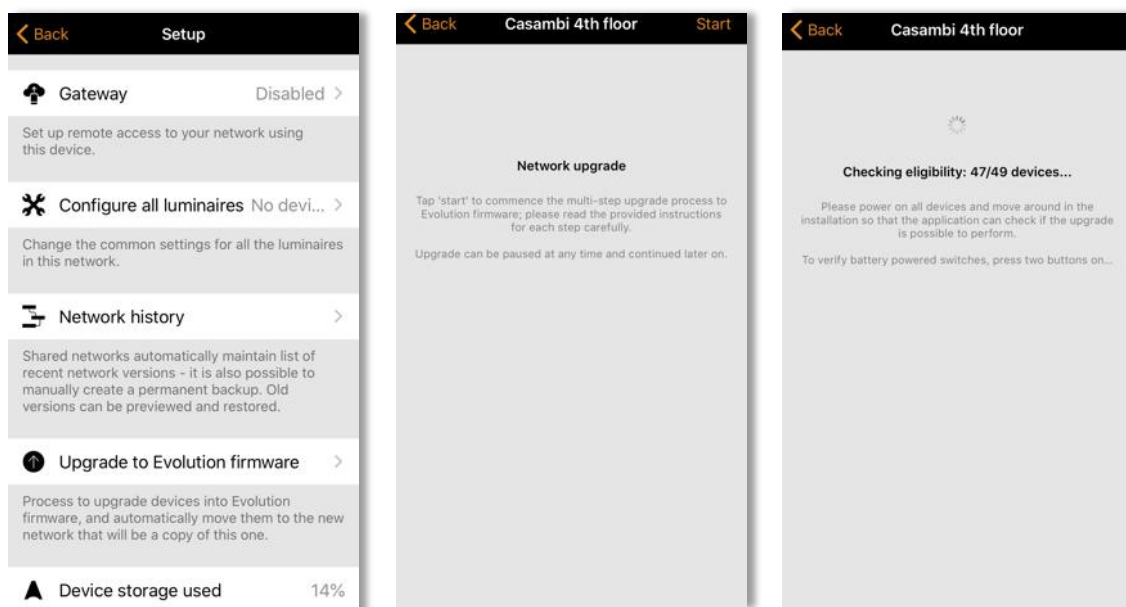 Back
Setup
Gateway
Disabled
Set up remote access to your network using
this device.
Configure all luminaires
No devi...
Change the common settings for all the luminaires
in this network.
Network history
Shared networks automatically maintain list of
recent network versions - it is also possible to
manually create a permanent backup. Old
versions can be previewed and restored.
Upgrade to Evolution firmware
Process to upgrade devices into Evolution
firmware, and automatically move them to the new
network that will be a copy of this one.
Device storage used
14%
Back
Casambi 4th floor
Start
Network upgrade
Tap 'start' to commence the multi-step upgrade process to
Evolution firmware; please read the provided instructions
for each step carefully.
Upgrade can be paused at any time and continued later on.
Back
Casambi 4th floor
Checking eligibility: 47/49 devices...
Please power on all devices and move around in the
installation so that the application can check if the upgrade
is possible to perform.
To verify battery powered switches, press two buttons on...